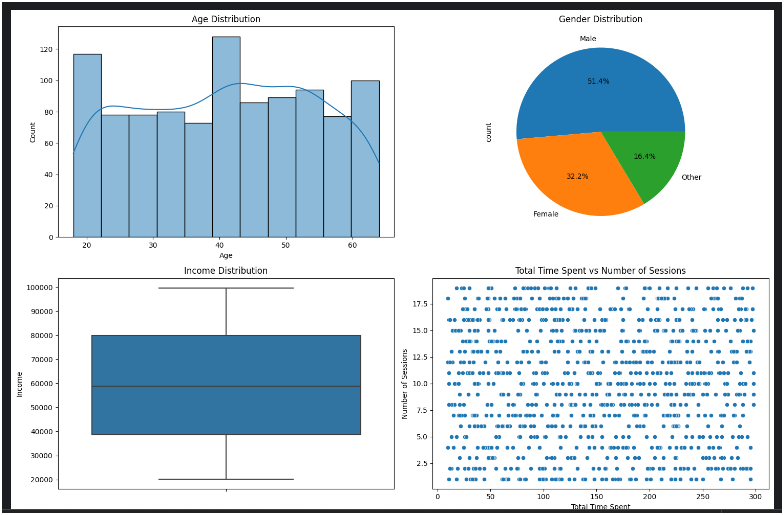 Age Distribution
120
100
80
60
40
20
0
Count
20
30
40
50
60
Age
Gender Distribution
Male
51.4%
count
16.4%
Other
32.2%
Female
Income Distribution
100000
90000
80000
70000
60000
50000
40000
30000
20000
Income
Total Time Spent vs Number of Sessions
17.5
15.0
12.5
10.0
7.5
5.0
2.5
Number of Sessions
0
50
100
150
200
250
300
Total Time Spent